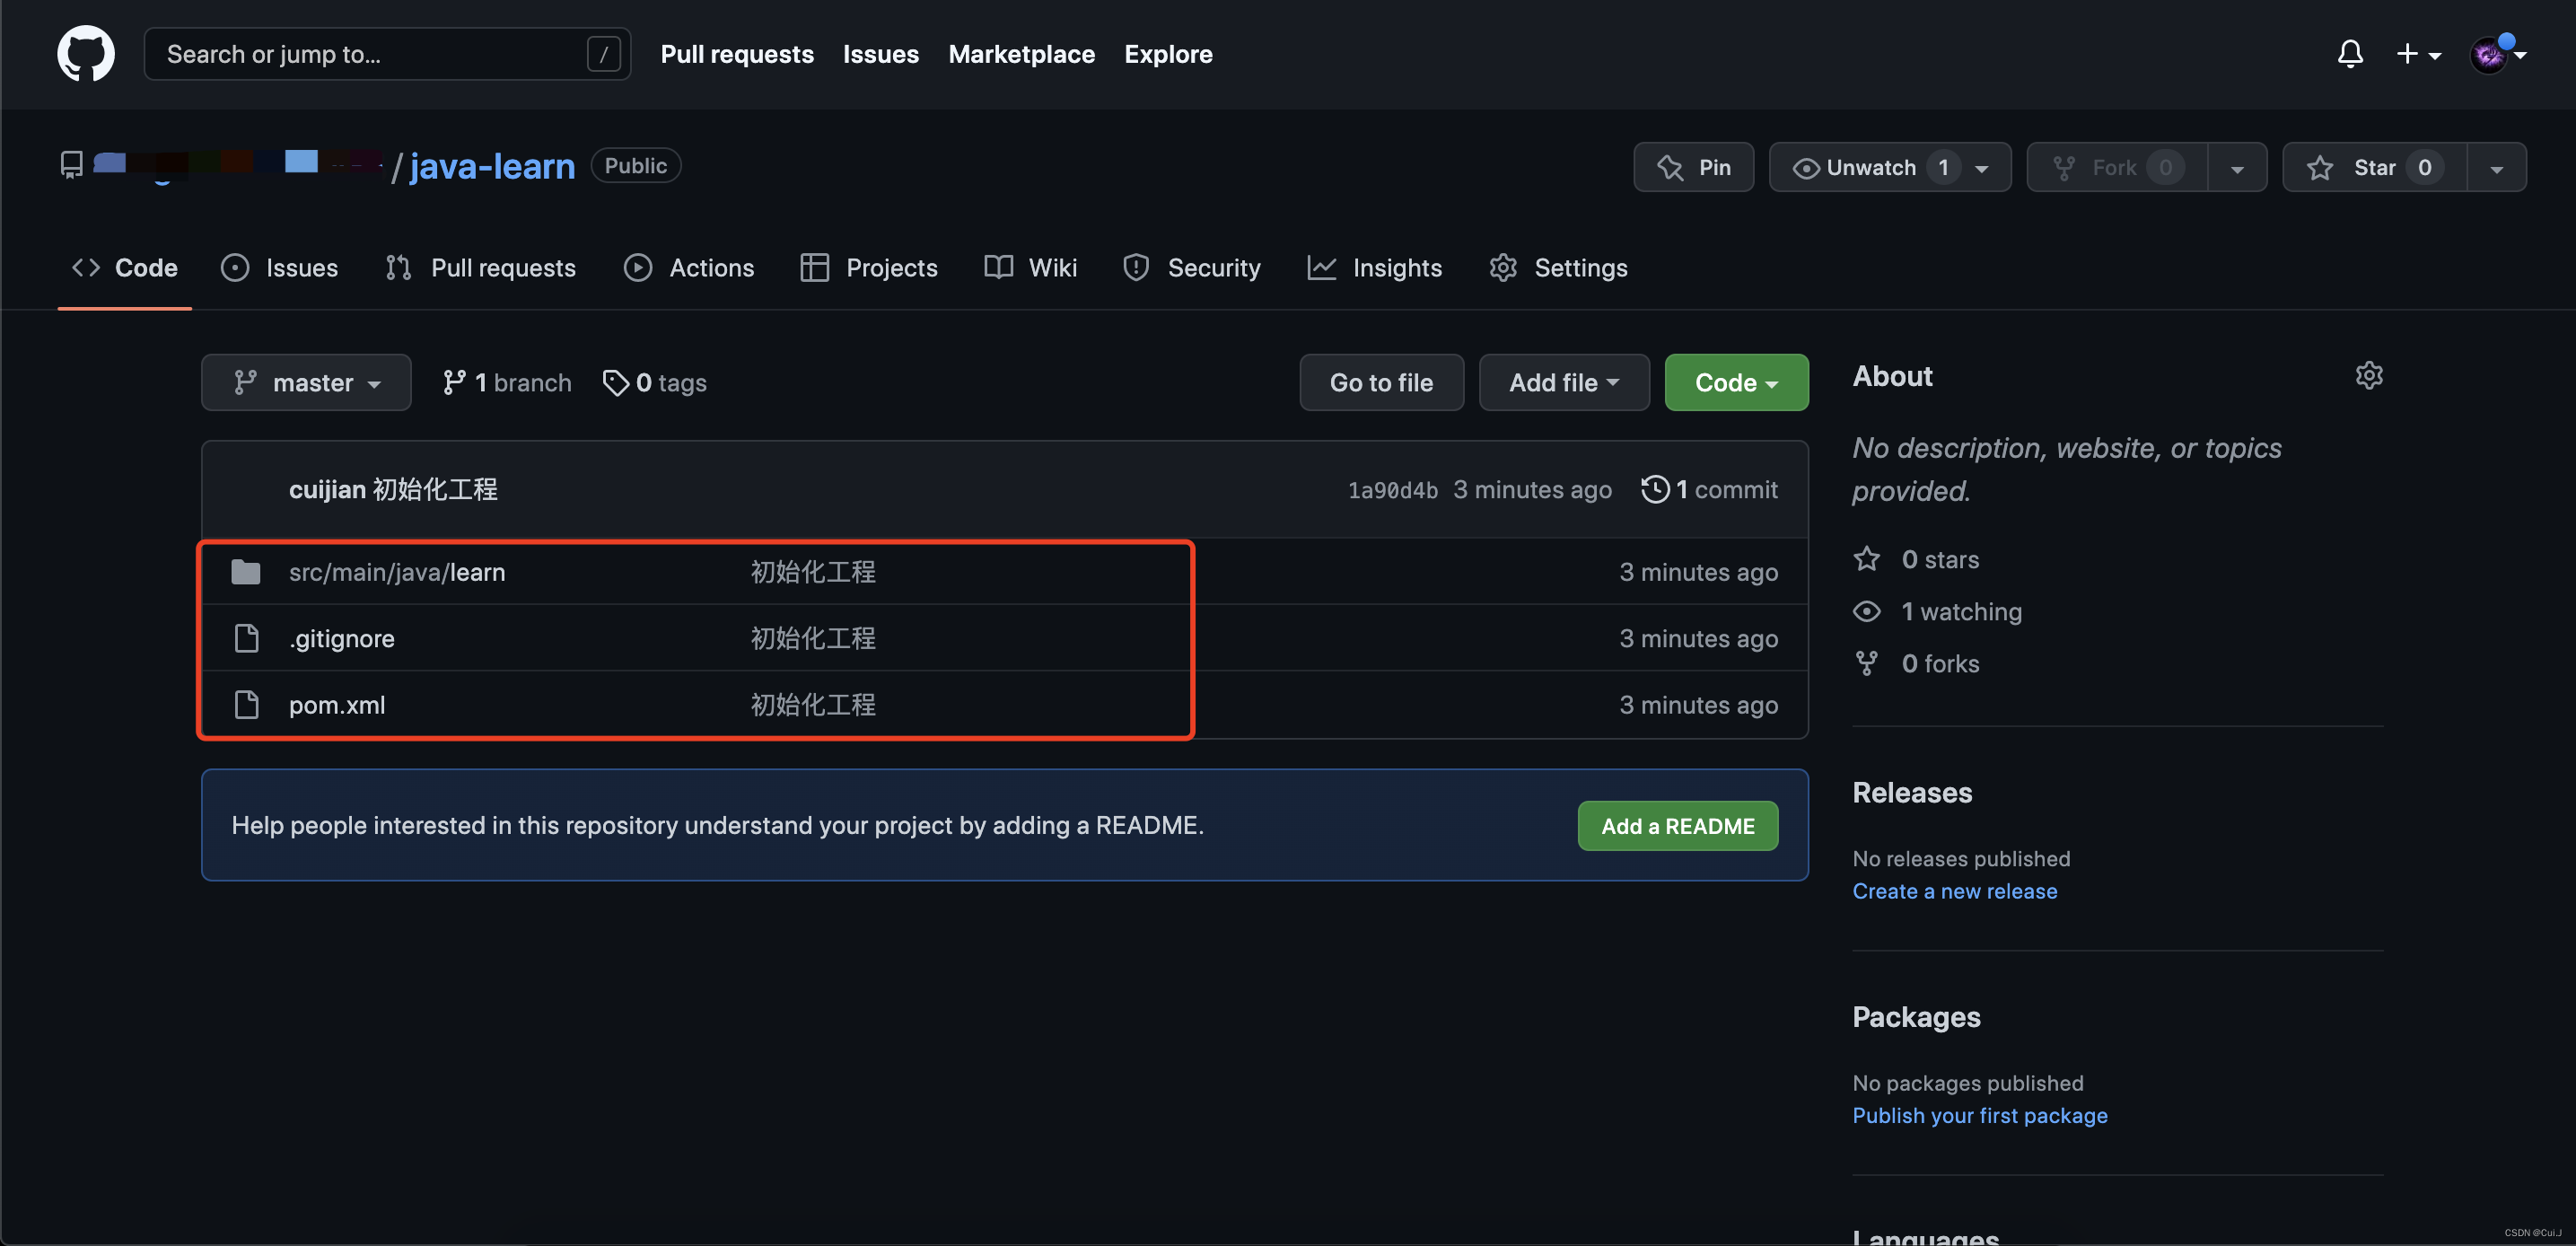 Search or jump to... /
Pull requests Issues Marketplace Explore
/ java-learn Public
Pin Unwatch 1 Fork 0 Star 0
Code Issues Pull requests Actions Projects Wiki Security Insights Settings
master 1 branch 0 tags Go to file Add file Code
cuijian 初始化工程 1a90d4b 3 minutes ago 1 commit
src/main/java/learn 初始化工程 3 minutes ago
.gitignore 初始化工程 3 minutes ago
pom.xml 初始化工程 3 minutes ago
Help people interested in this repository understand your project by adding a README. Add a README
About
No description, website, or topics
provided.
0 stars
1 watching
0 forks
Releases
No releases published
Create a new release
Packages
No packages published
Publish your first package
Languages
CSDN @Cui.J